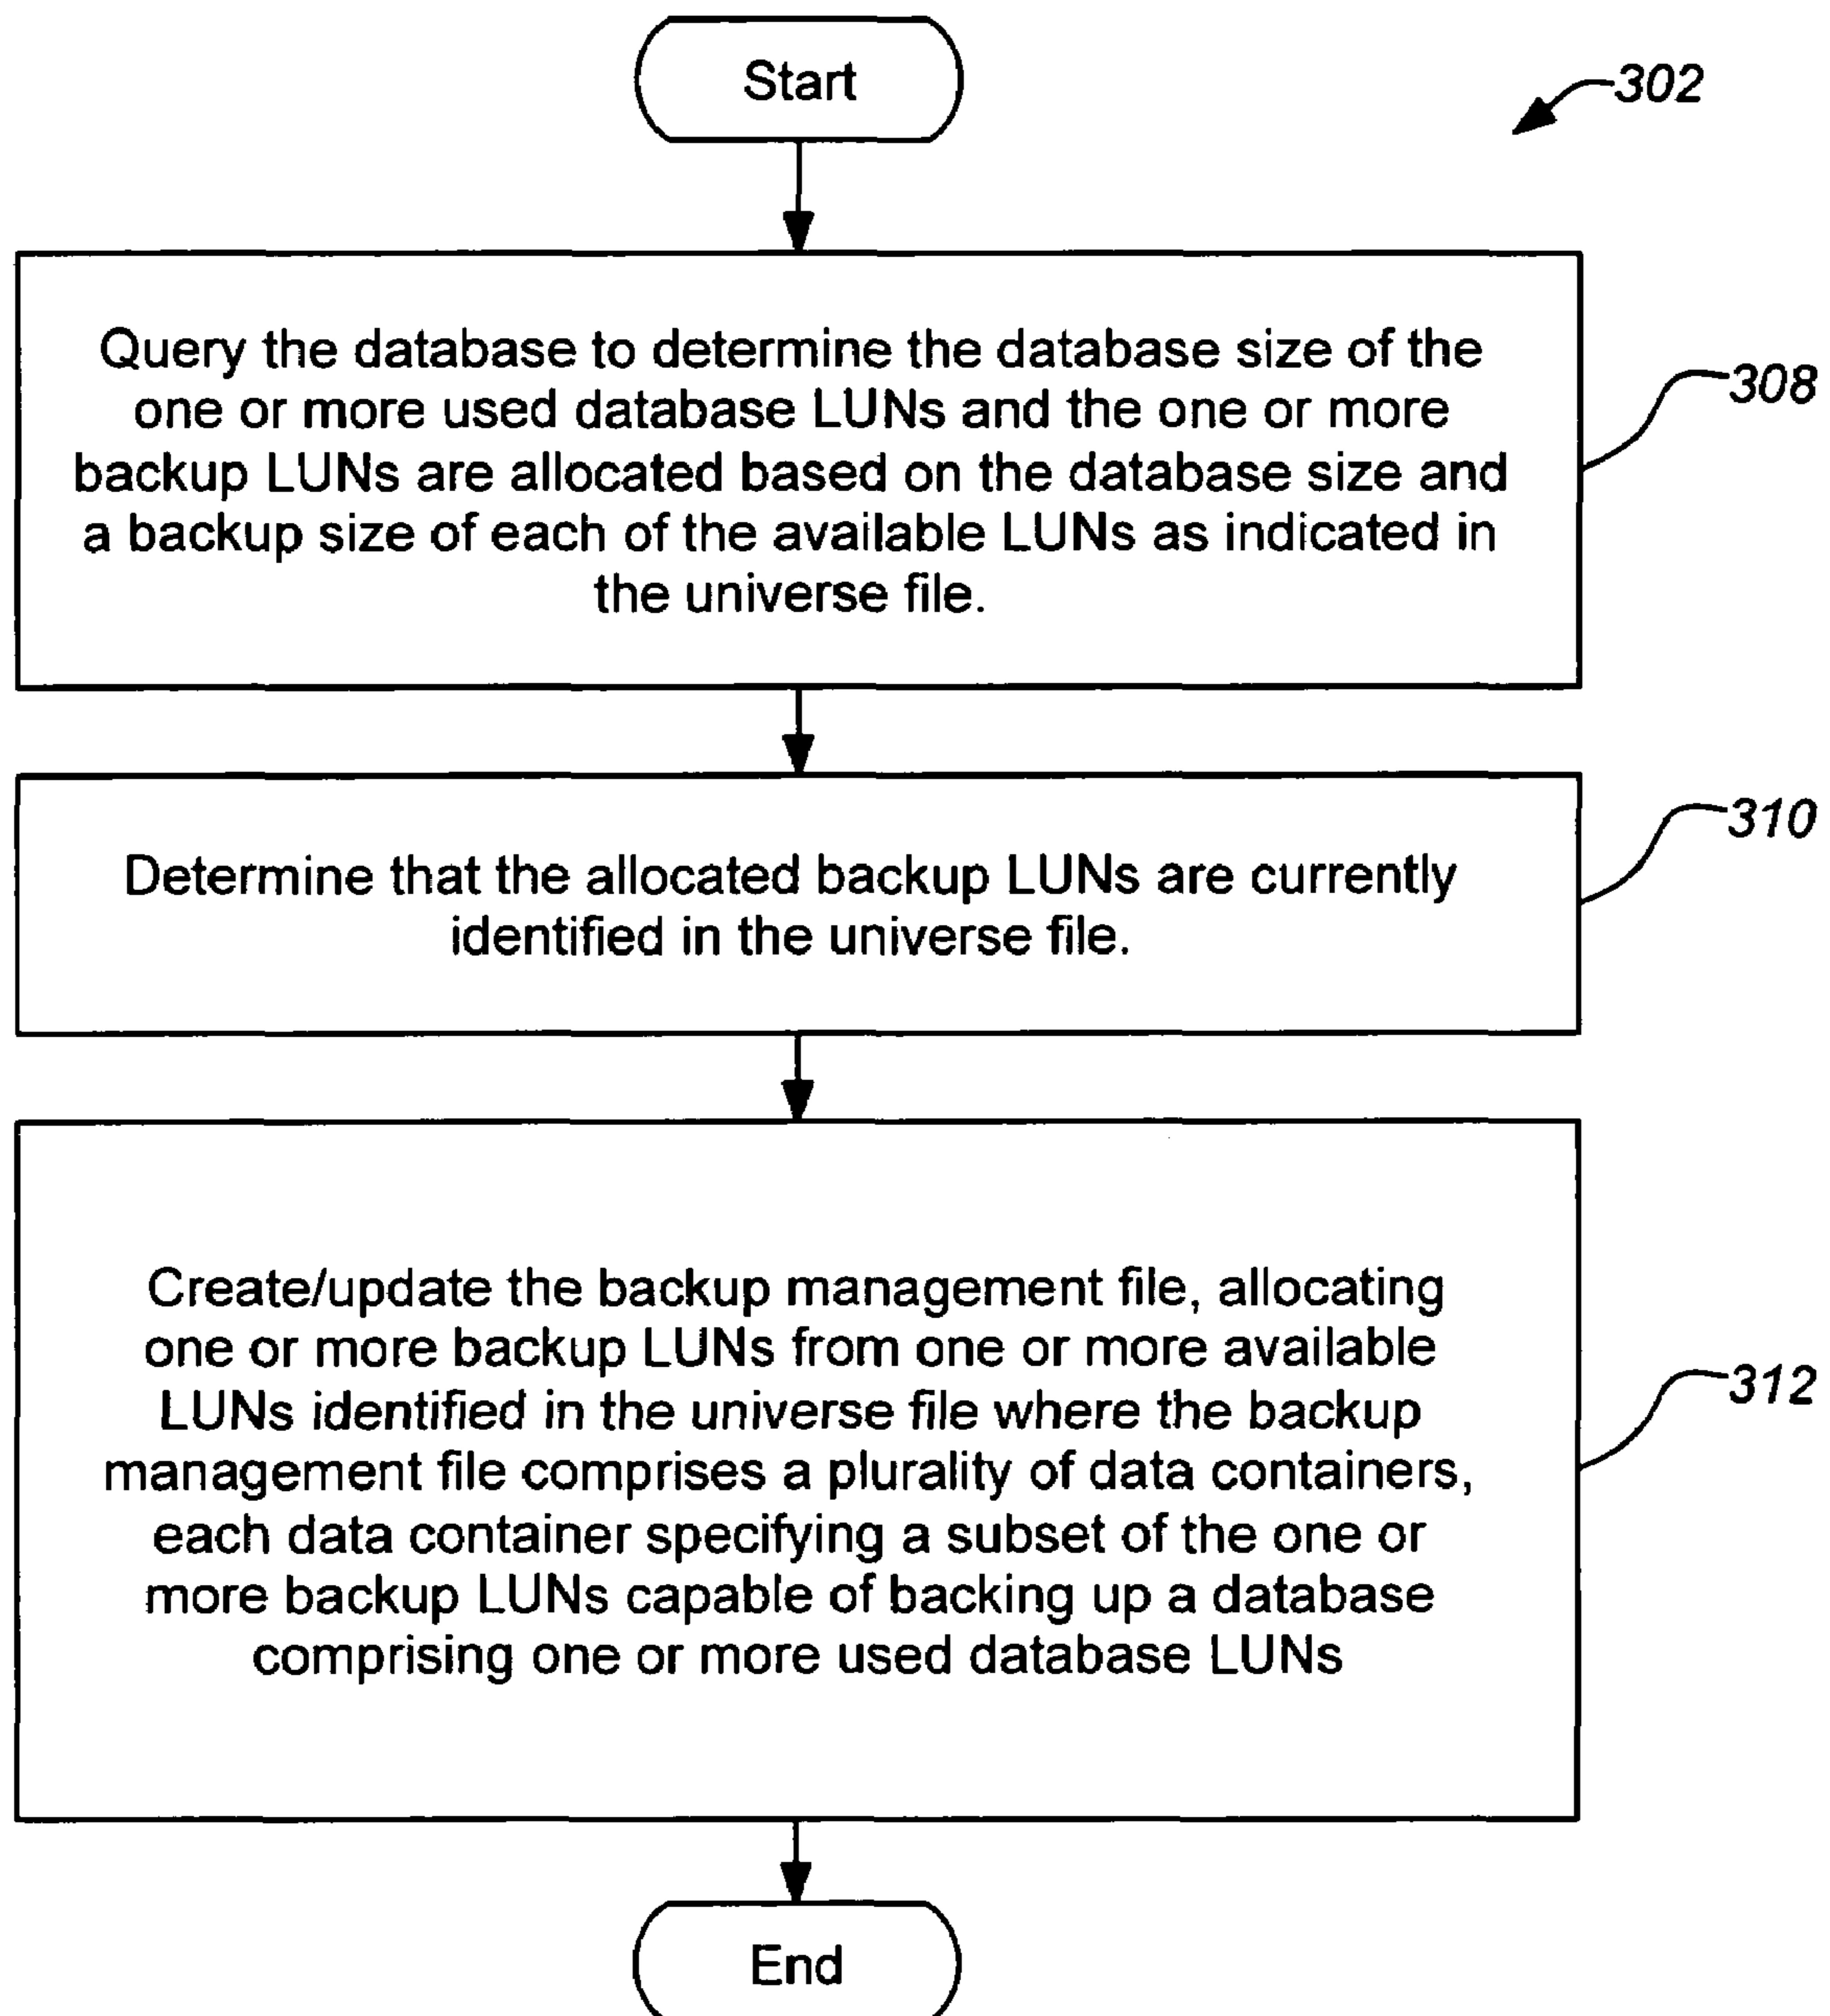 Start
302
Query the database to determine the database size of the
one or more used database LUNs and the one or more
backup LUNs are allocated based on the database size and
a backup size of each of the available LUNs as indicated in
the universe file.
308
Determine that the allocated backup LUNs are currently
identified in the universe file.
310
Create/update the backup management file, allocating
one or more backup LUNs from one or more available
LUNs identified in the universe file where the backup
management file comprises a plurality of data containers,
each data container specifying a subset of the one or
more backup LUNs capable of backing up a database
comprising one or more used database LUNs
312
End